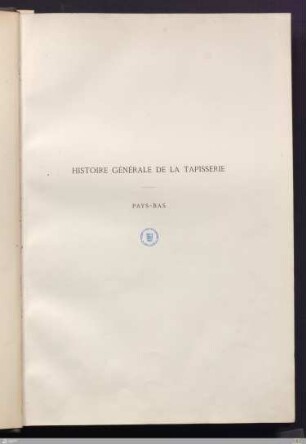 HISTOIRE GÉNÉRALE DE LA TAPISSERIE
PAYS-BAS